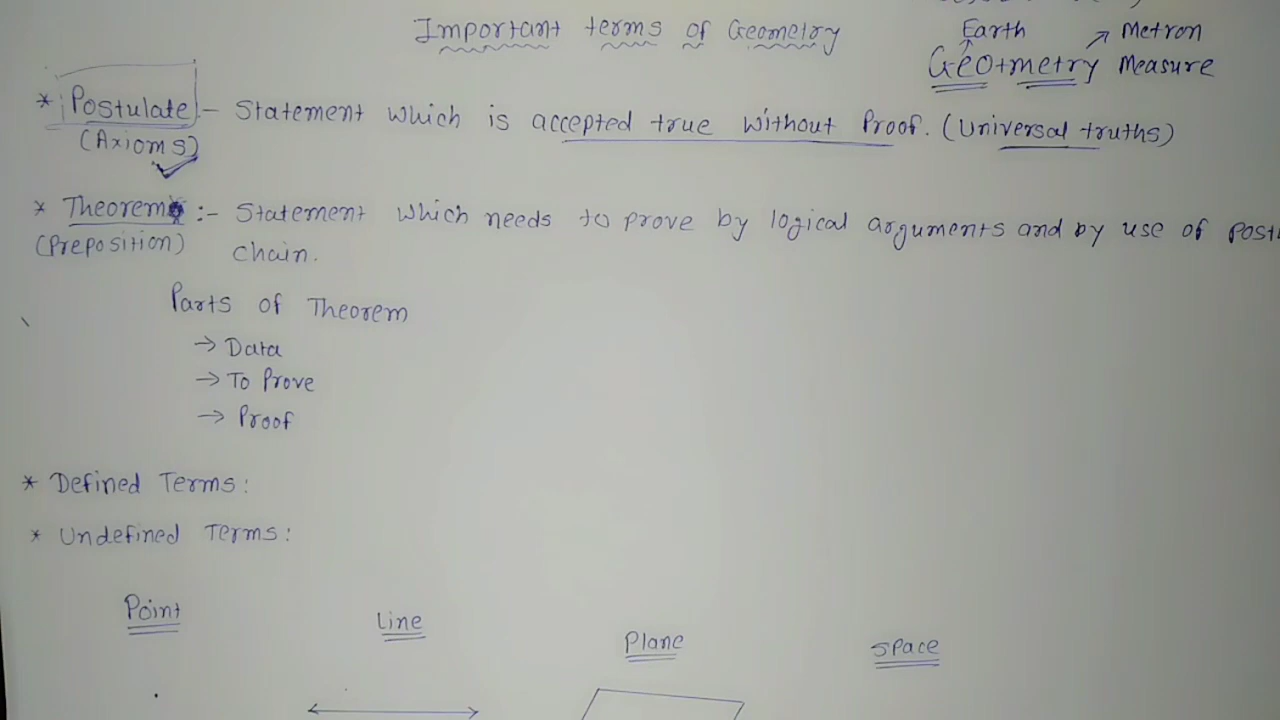 Important terms of Geometry
Earth
Metron
Geo+metry Measure
* Postulate :- Statement which is accepted true without Proof. (Universal truths)
(Axioms)
* Theorem :- Statement which needs to prove by logical arguments and by use of
(Preposition) chain.
Parts of Theorem
→ Data
→ To Prove
→ Proof
* Defined Terms:
* Undefined Terms:
Point
Line
Plane
Space